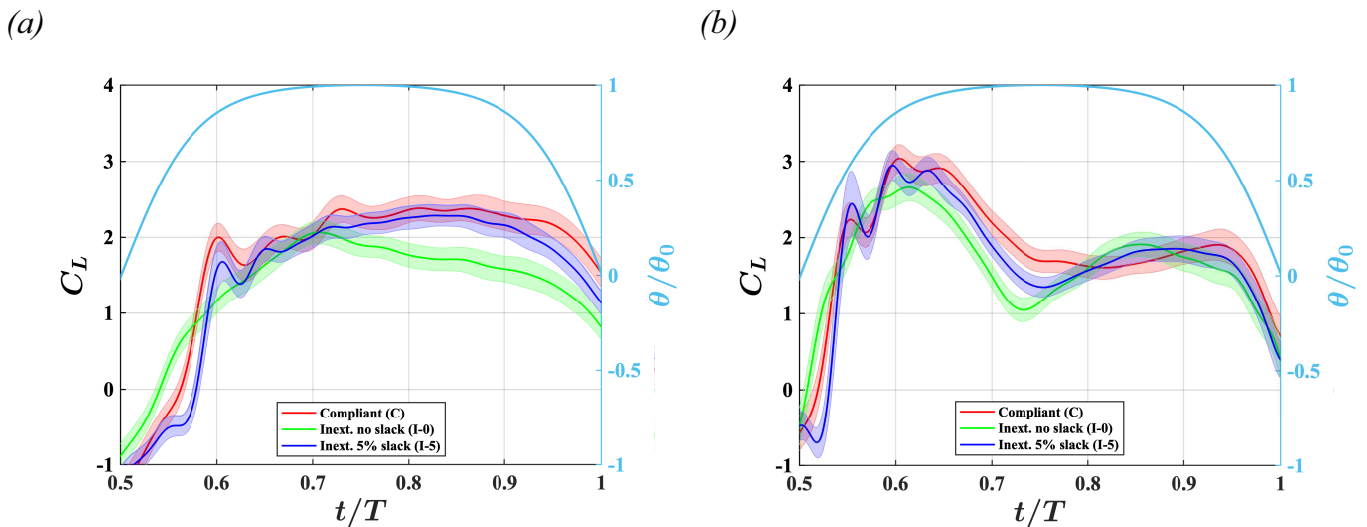 (a)
(b)
4
3
2
1
0
-1
C_L
1
0.5
0
-0.5
-1
θ/θ₀
Compliant (C)
Inext. no slack (I-0)
Inext. 5% slack (I-5)
0.5
0.6
0.7
0.8
0.9
1
t/T
4
3
2
1
0
-1
C_L
1
0.5
0
-0.5
-1
θ/θ₀
Compliant (C)
Inext. no slack (I-0)
Inext. 5% slack (I-5)
0.5
0.6
0.7
0.8
0.9
1
t/T